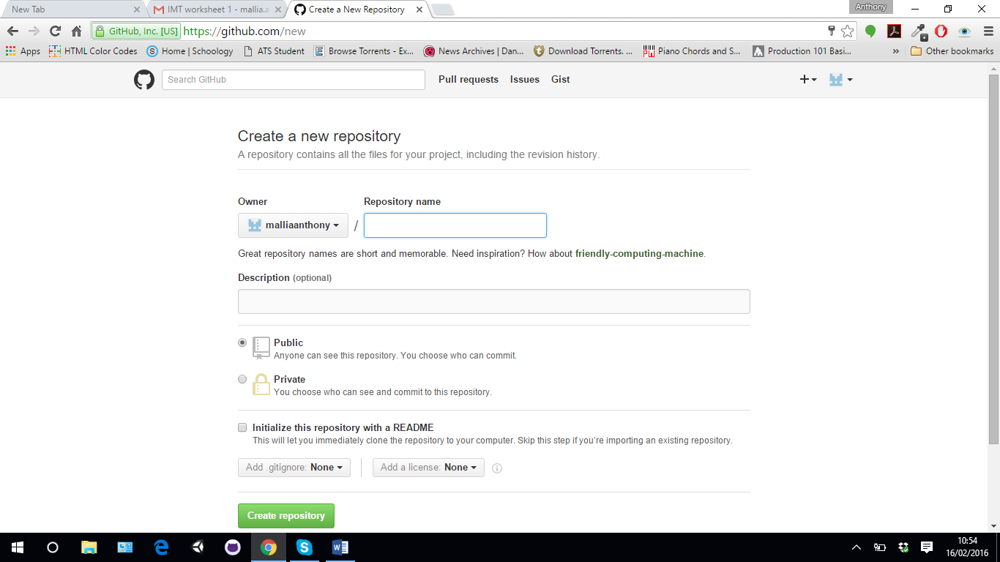 New Tab
IMT worksheet 1 - mallia.a
Create a New Repository
Anthony
GitHub, Inc. [US]
https://github.com/new
Apps
HTML Color Codes
Home | Schoology
ATS Student
Browse Torrents - Ex...
News Archives | Dan...
Download Torrents. ...
Piano Chords and S...
Production 101 Basi...
»
Other bookmarks
Search GitHub
Pull requests
Issues
Gist
Create a new repository
A repository contains all the files for your project, including the revision history.
Owner
Repository name
malliaanthony
/
Great repository names are short and memorable. Need inspiration? How about friendly-computing-machine.
Description (optional)
Public
Anyone can see this repository. You choose who can commit.
Private
You choose who can see and commit to this repository.
Initialize this repository with a README
This will let you immediately clone the repository to your computer. Skip this step if you're importing an existing repository.
Add .gitignore: None
Add a license: None
Create repository
10:54
16/02/2016